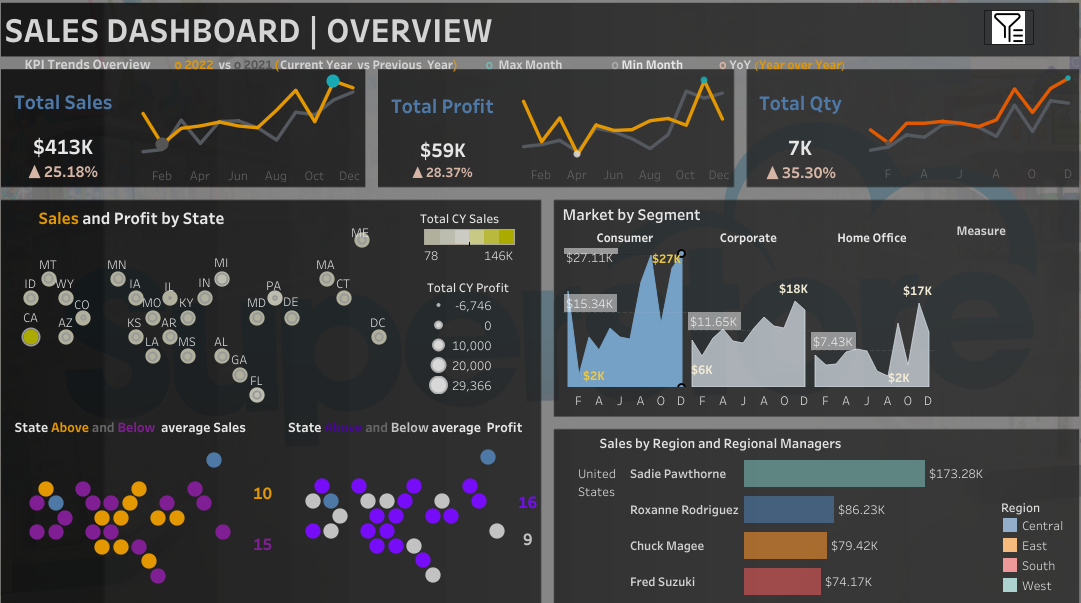 SALES DASHBOARD | OVERVIEW
KPI Trends Overview
2022 vs 2021 (Current Year vs Previous Year)
Max Month
Min Month
YoY (Year over Year)
Total Sales
$413K
▲ 25.18%
Feb Apr Jun Aug Oct Dec
Total Profit
$59K
▲ 28.37%
Feb Apr Jun Aug Oct Dec
Total Qty
7K
▲ 35.30%
F A J A O D
Sales and Profit by State
ME
MT MN MI MA
ID WY IA IL IN PA CT
CO MO KY MD DE
CA AZ KS AR DC
LA MS AL
GA
FL
Total CY Sales
78 146K
Total CY Profit
-6,746
0
10,000
20,000
29,366
State Above and Below average Sales
10
15
State Above and Below average Profit
16
9
Market by Segment
Consumer Corporate Home Office Measure
$27.11K $27K
$15.34K
$2K
$18K
$11.65K
$6K
$17K
$7.43K
$2K
F A J A O D F A J A O D F A J A O D
Sales by Region and Regional Managers
United
States
Sadie Pawthorne $173.28K
Roxanne Rodriguez $86.23K
Chuck Magee $79.42K
Fred Suzuki $74.17K
Region
Central
East
South
West
Superstore